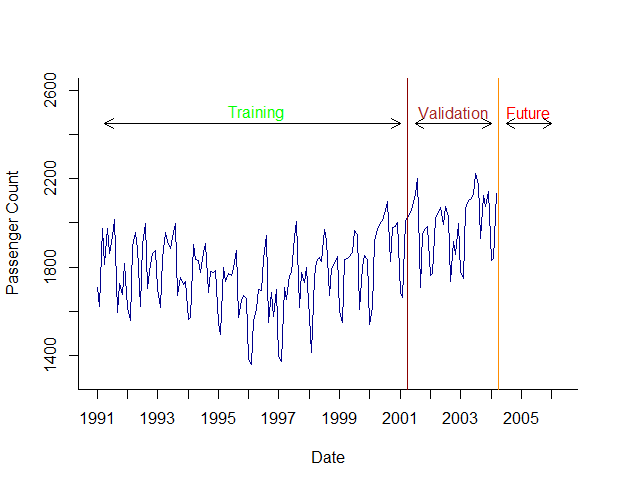 2600
Training
Validation
Future
2200
1800
1400
Passenger Count
1991 1993 1995 1997 1999 2001 2003 2005
Date